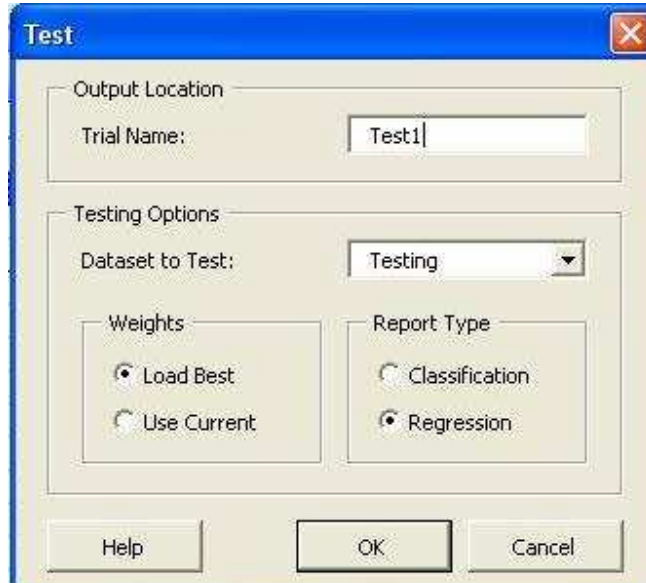 Test
Output Location
Trial Name: Test1
Testing Options
Dataset to Test: Testing
Weights
Load Best
Use Current
Report Type
Classification
Regression
Help OK Cancel